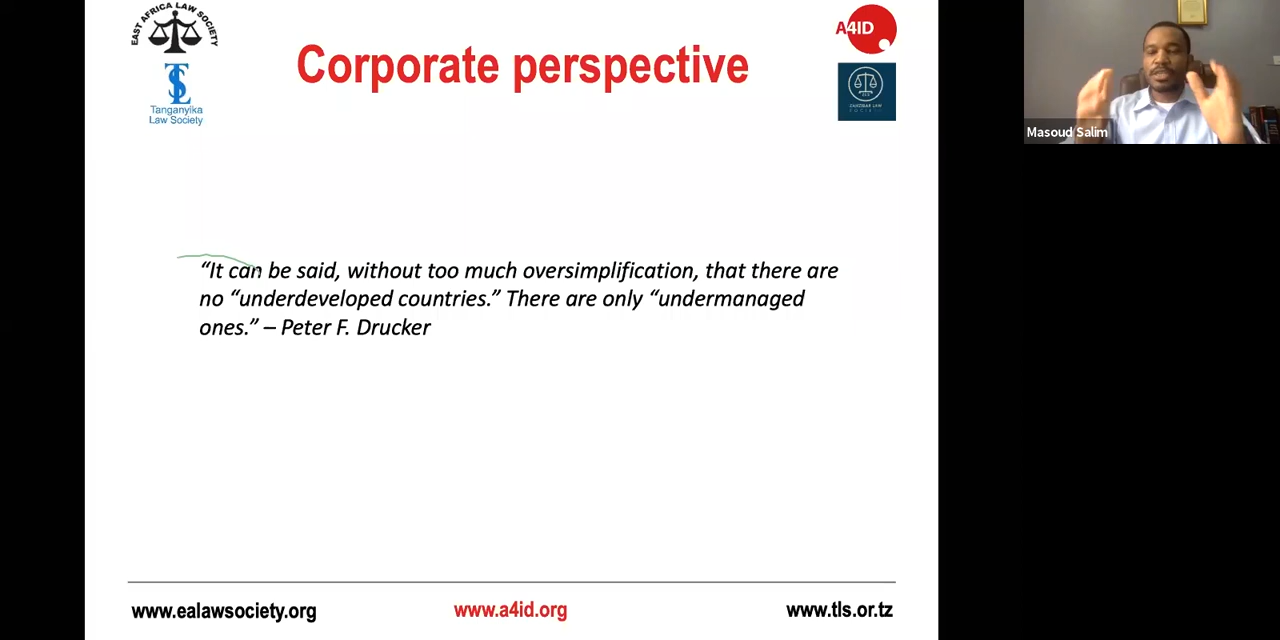 EAST AFRICA LAW SOCIETY
Tanganyika
Law Society
Corporate perspective
A4ID
LAW
SOCIETY
Masoud Salim
“It can be said, without too much oversimplification, that there are
no “underdeveloped countries.” There are only “undermanaged
ones.” – Peter F. Drucker
www.ealawsociety.org
www.a4id.org
www.tls.or.tz